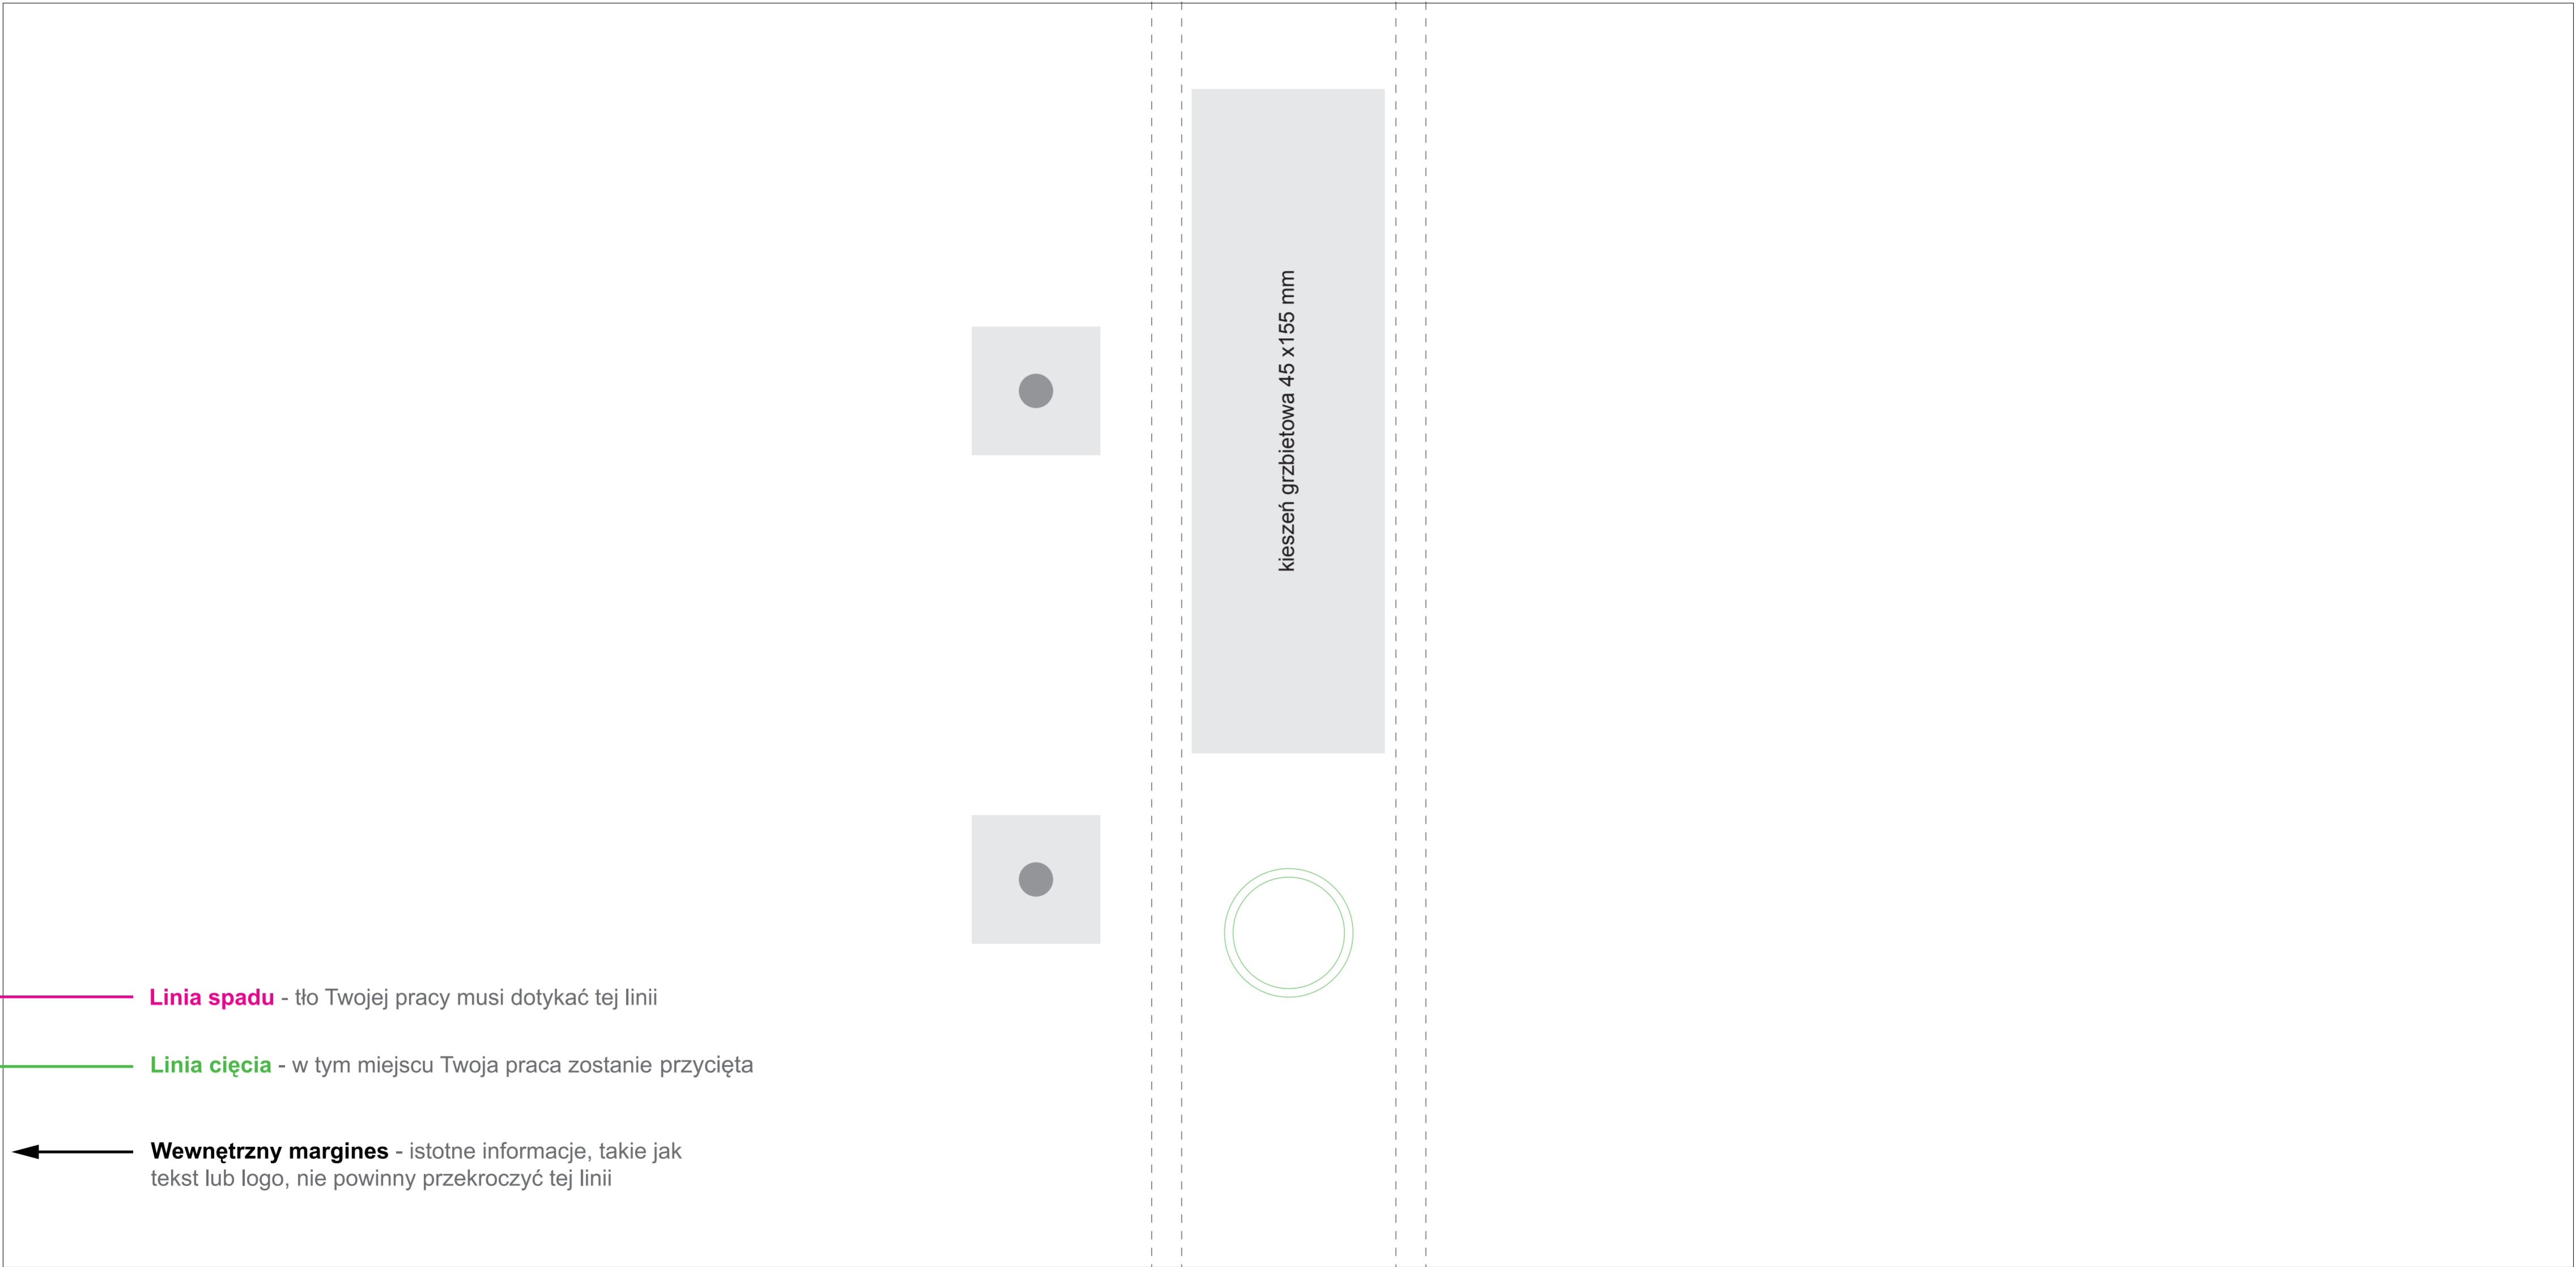 kieszeń grzbietowa 45 x155 mm
Linia spadu - tło Twojej pracy musi dotykać tej linii
Linia cięcia - w tym miejscu Twoja praca zostanie przycięta
Wewnętrzny margines - istotne informacje, takie jak
tekst lub logo, nie powinny przekroczyć tej linii